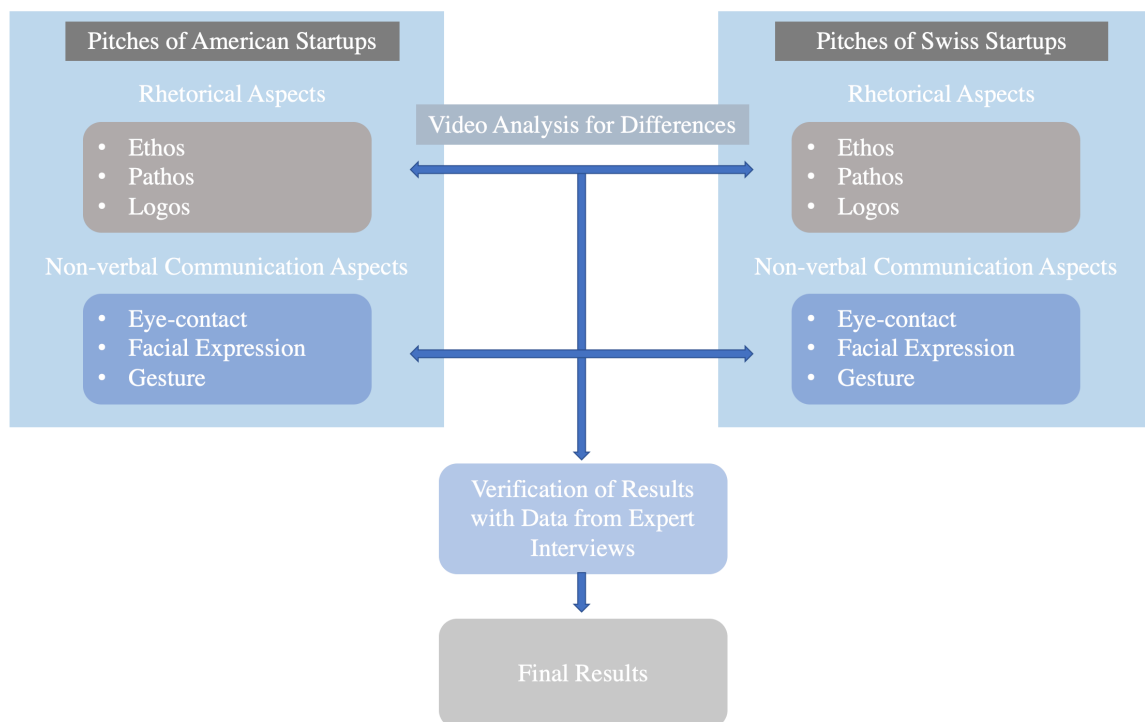 Pitches of American Startups
Rhetorical Aspects
• Ethos
• Pathos
• Logos
Non-verbal Communication Aspects
• Eye-contact
• Facial Expression
• Gesture
Video Analysis for Differences
Pitches of Swiss Startups
Rhetorical Aspects
• Ethos
• Pathos
• Logos
Non-verbal Communication Aspects
• Eye-contact
• Facial Expression
• Gesture
Verification of Results
with Data from Expert
Interviews
Final Results